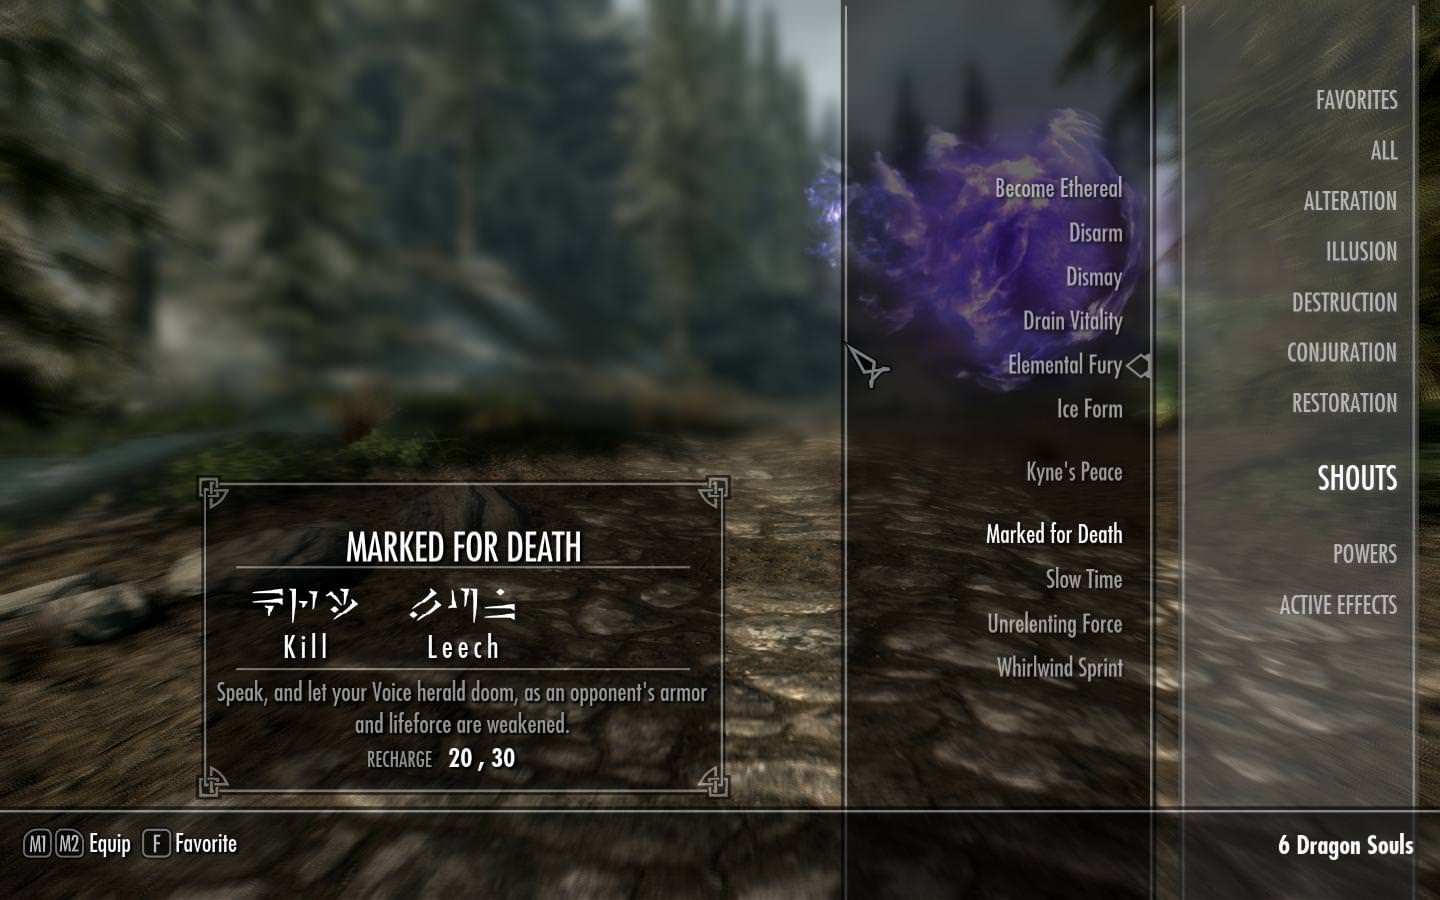 MARKED FOR DEATH
Kill Leech
Speak, and let your Voice herald doom, as an opponent's armor
and lifeforce are weakened.
RECHARGE 20 , 30
Become Ethereal
Disarm
Dismay
Drain Vitality
Elemental Fury
Ice Form
Kyne's Peace
Marked for Death
Slow Time
Unrelenting Force
Whirlwind Sprint
FAVORITES
ALL
ALTERATION
ILLUSION
DESTRUCTION
CONJURATION
RESTORATION
SHOUTS
POWERS
ACTIVE EFFECTS
M1 M2 Equip F Favorite
6 Dragon Souls